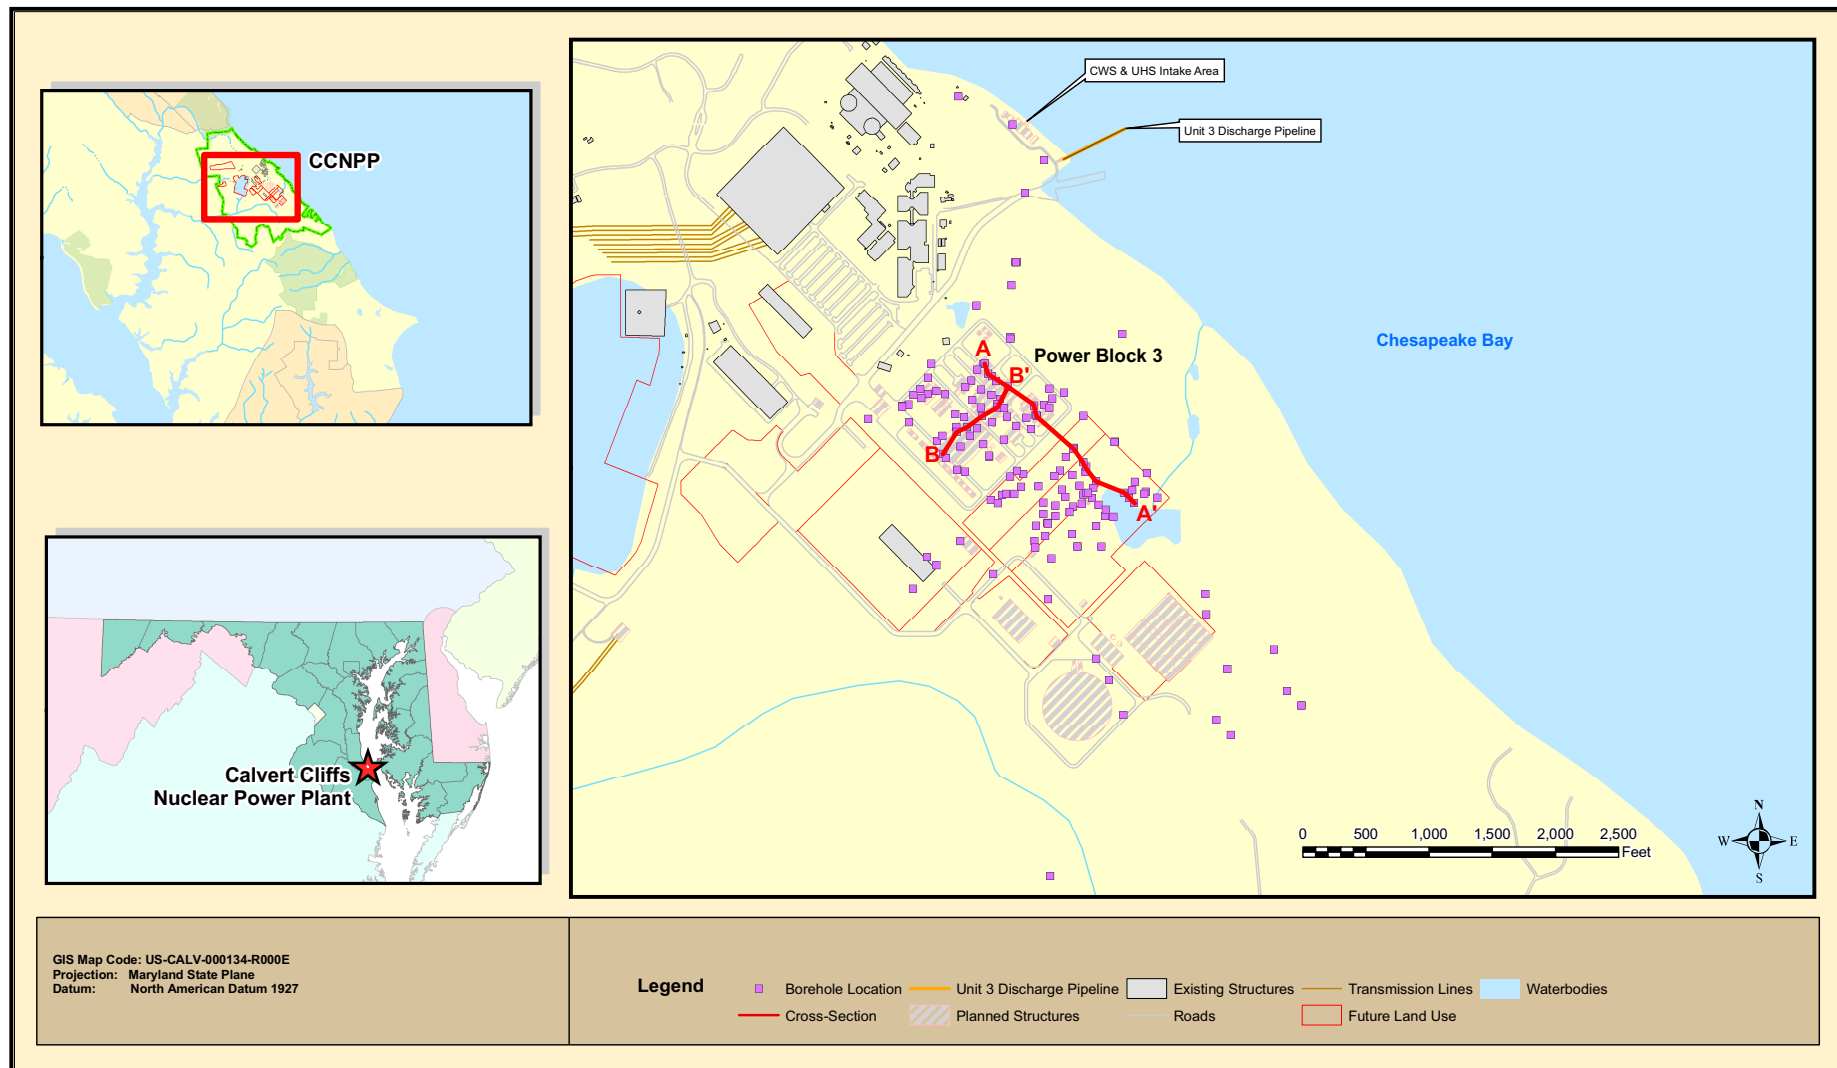 CCNPP
Calvert Cliffs
Nuclear Power Plant
CWS & UHS Intake Area
Unit 3 Discharge Pipeline
Chesapeake Bay
Power Block 3
A
B'
B
A'
0 500 1,000 1,500 2,000 2,500
Feet
N
W E
S
GIS Map Code: US-CALV-000134-R000E
Projection: Maryland State Plane
Datum: North American Datum 1927
Legend
Borehole Location
Unit 3 Discharge Pipeline
Existing Structures
Transmission Lines
Waterbodies
Cross-Section
Planned Structures
Roads
Future Land Use